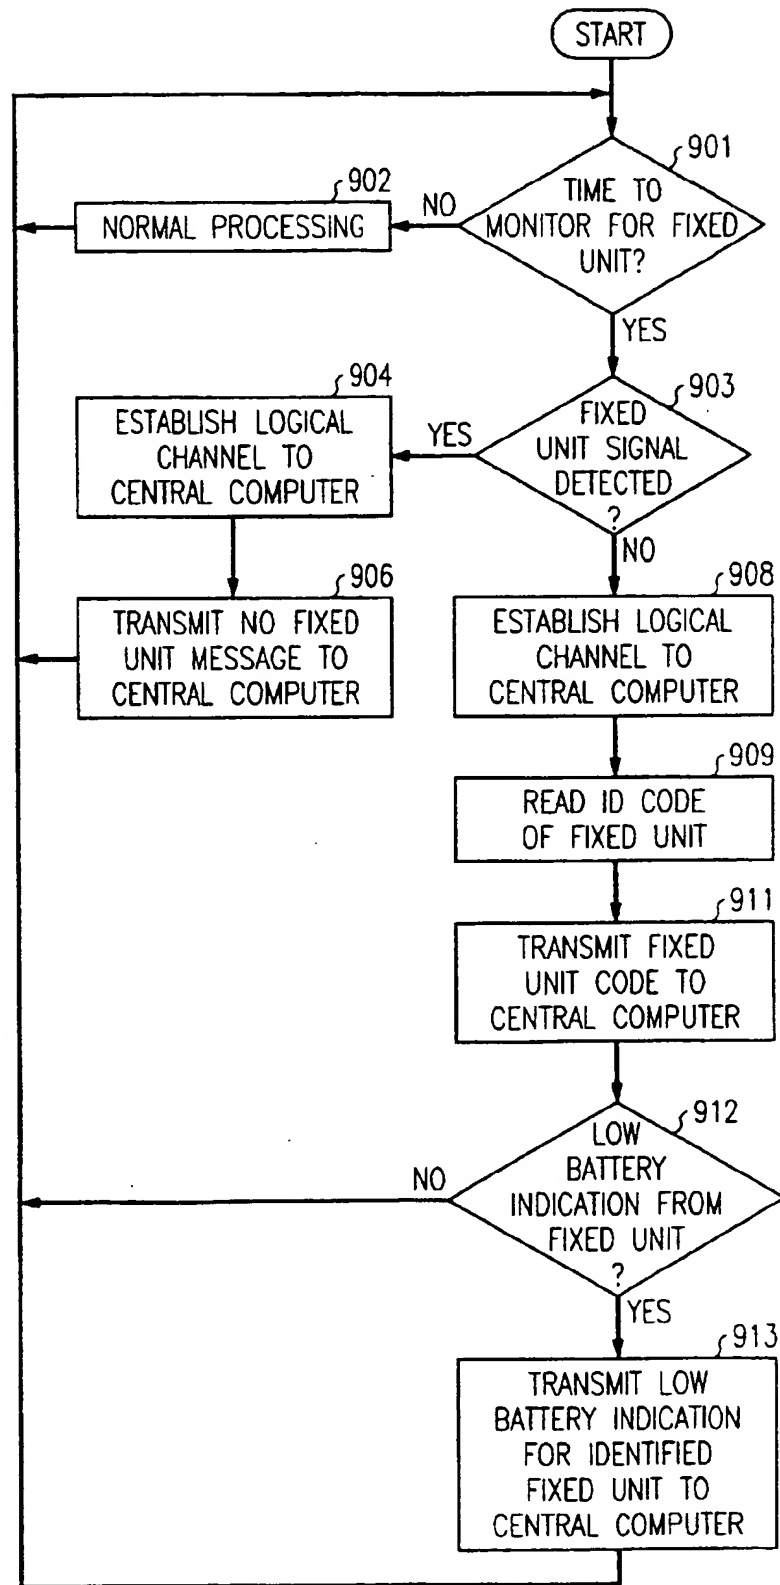 START
901
TIME TO
MONITOR FOR FIXED
UNIT?
NO
902
NORMAL PROCESSING
YES
903
FIXED
UNIT SIGNAL
DETECTED
?
YES
904
ESTABLISH LOGICAL
CHANNEL TO
CENTRAL COMPUTER
906
TRANSMIT NO FIXED
UNIT MESSAGE TO
CENTRAL COMPUTER
NO
908
ESTABLISH LOGICAL
CHANNEL TO
CENTRAL COMPUTER
909
READ ID CODE
OF FIXED UNIT
911
TRANSMIT FIXED
UNIT CODE TO
CENTRAL COMPUTER
912
LOW
BATTERY
INDICATION FROM
FIXED UNIT
?
NO
YES
913
TRANSMIT LOW
BATTERY INDICATION
FOR IDENTIFIED
FIXED UNIT TO
CENTRAL COMPUTER